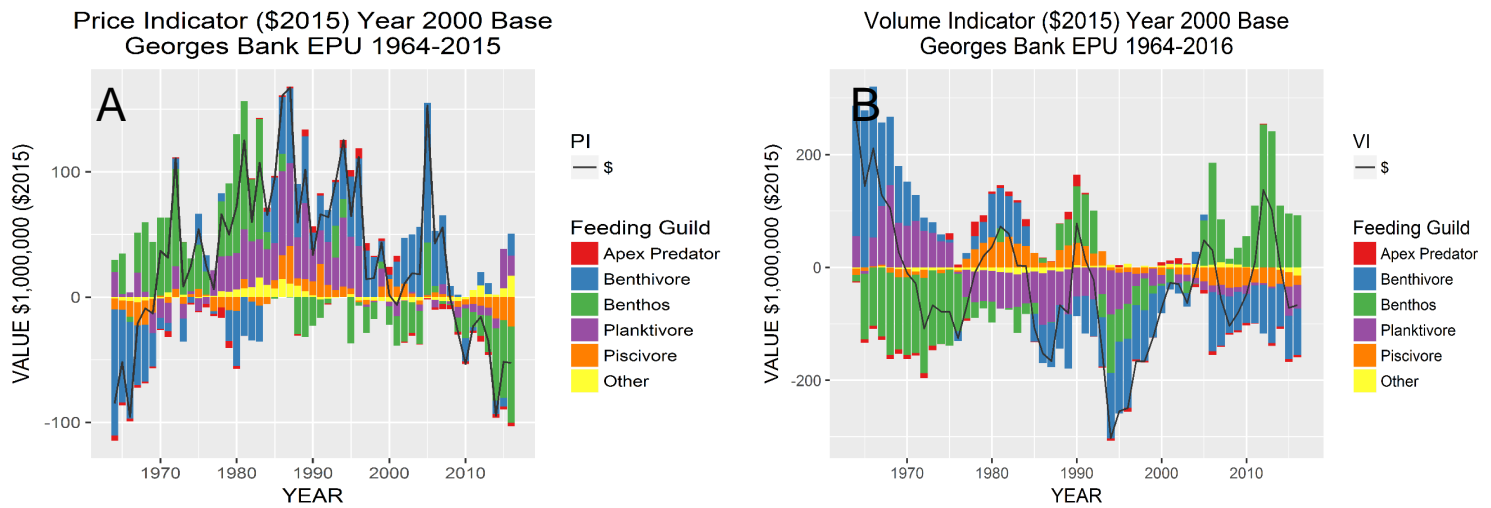 Price Indicator ($2015) Year 2000 Base
Georges Bank EPU 1964-2015
A
VALUE $1,000,000 ($2015)
100
0
-100
1970 1980 1990 2000 2010
YEAR
PI
$
Feeding Guild
Apex Predator
Benthivore
Benthos
Planktivore
Piscivore
Other
Volume Indicator ($2015) Year 2000 Base
Georges Bank EPU 1964-2016
B
VALUE $1,000,000 ($2015)
200
0
-200
1970 1980 1990 2000 2010
YEAR
VI
$
Feeding Guild
Apex Predator
Benthivore
Benthos
Planktivore
Piscivore
Other